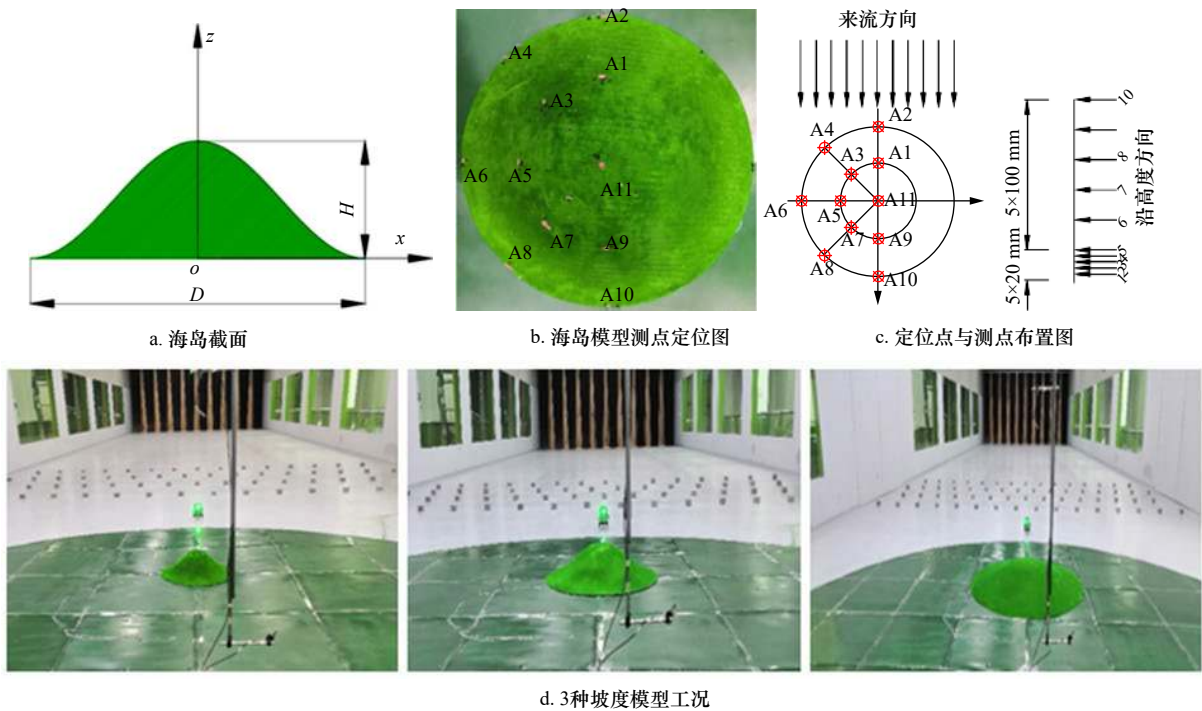 z
H
x
o
D
a. 海岛截面
A2
A4
A1
A3
A6
A5
A11
A7
A9
A8
A10
b. 海岛模型测点定位图
来流方向
A2
A4
A3
A1
A6
A5
A11
A7
A9
A8
A10
5×100 mm
5×20 mm
10
8
7
6
沿高度方向
c. 定位点与测点布置图
d. 3种坡度模型工况